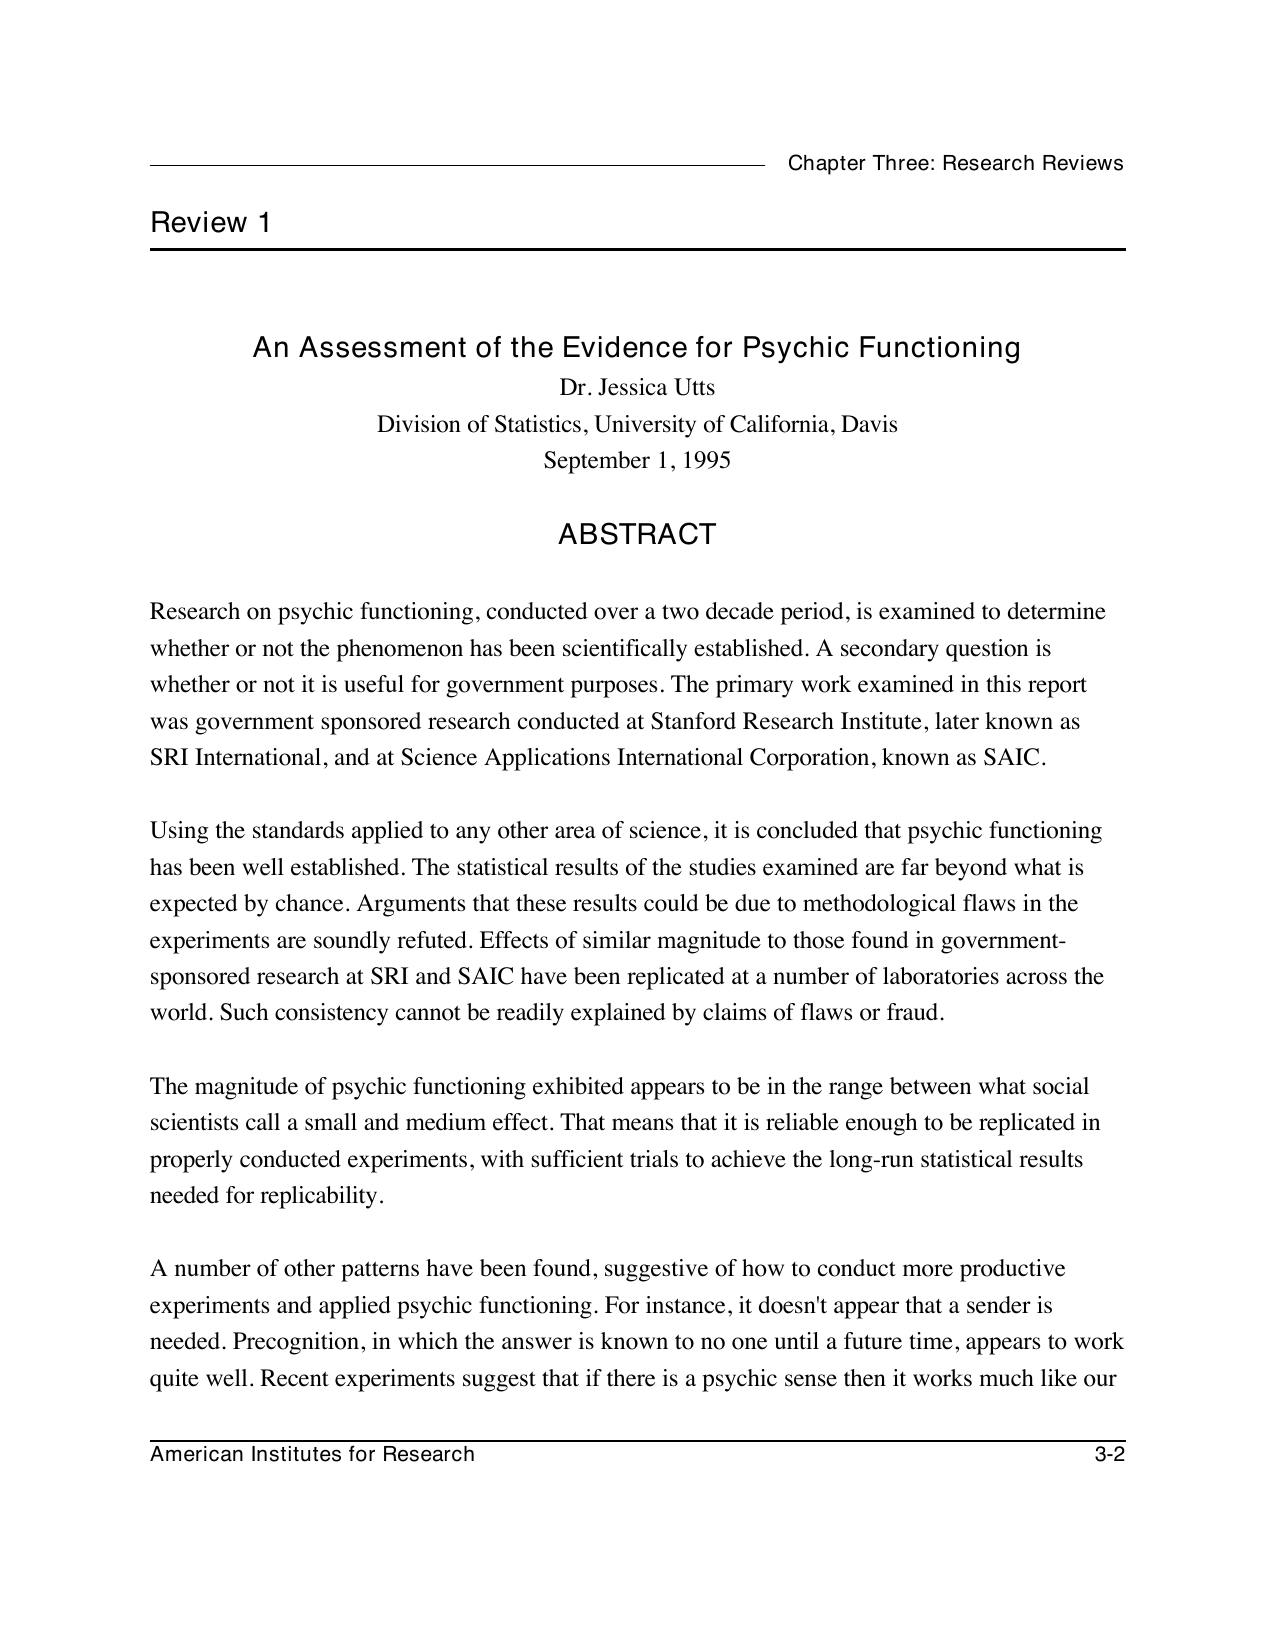 Chapter Three: Research Reviews
Review 1
An Assessment of the Evidence for Psychic Functioning
Dr. Jessica Utts
Division of Statistics, University of California, Davis
September 1, 1995
ABSTRACT
Research on psychic functioning, conducted over a two decade period, is examined to determine
whether or not the phenomenon has been scientifically established. A secondary question is
whether or not it is useful for government purposes. The primary work examined in this report
was government sponsored research conducted at Stanford Research Institute, later known as
SRI International, and at Science Applications International Corporation, known as SAIC.
Using the standards applied to any other area of science, it is concluded that psychic functioning
has been well established. The statistical results of the studies examined are far beyond what is
expected by chance. Arguments that these results could be due to methodological flaws in the
experiments are soundly refuted. Effects of similar magnitude to those found in government-
sponsored research at SRI and SAIC have been replicated at a number of laboratories across the
world. Such consistency cannot be readily explained by claims of flaws or fraud.
The magnitude of psychic functioning exhibited appears to be in the range between what social
scientists call a small and medium effect. That means that it is reliable enough to be replicated in
properly conducted experiments, with sufficient trials to achieve the long-run statistical results
needed for replicability.
A number of other patterns have been found, suggestive of how to conduct more productive
experiments and applied psychic functioning. For instance, it doesn't appear that a sender is
needed. Precognition, in which the answer is known to no one until a future time, appears to work
quite well. Recent experiments suggest that if there is a psychic sense then it works much like our
American Institutes for Research 3-2